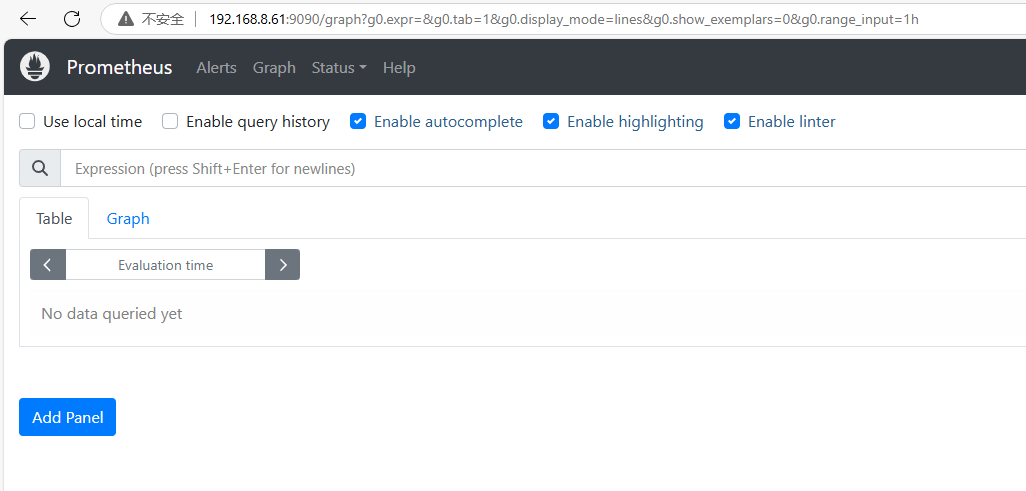 不安全 192.168.8.61:9090/graph?g0.expr=&g0.tab=1&g0.display_mode=lines&g0.show_exemplars=0&g0.range_input=1h
Prometheus Alerts Graph Status Help
Use local time Enable query history Enable autocomplete Enable highlighting Enable linter
Expression (press Shift+Enter for newlines)
Table Graph
Evaluation time
No data queried yet
Add Panel